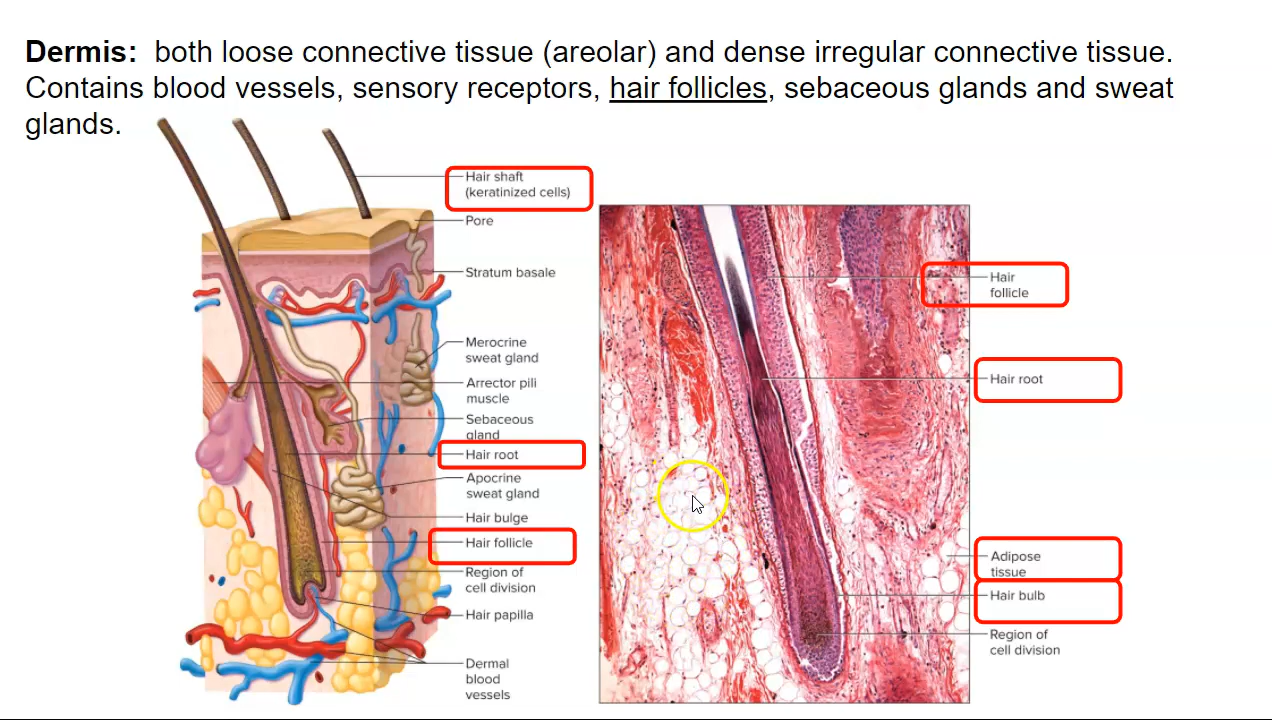 Dermis: both loose connective tissue (areolar) and dense irregular connective tissue.
Contains blood vessels, sensory receptors, hair follicles, sebaceous glands and sweat
glands.
Hair shaft
(keratinized cells)
Pore
Stratum basale
Merocrine
sweat gland
Arrector pili
muscle
Sebaceous
gland
Hair root
Apocrine
sweat gland
Hair bulge
Hair follicle
Region of
cell division
Hair papilla
Dermal
blood
vessels
Hair
follicle
Hair root
Adipose
tissue
Hair bulb
Region of
cell division